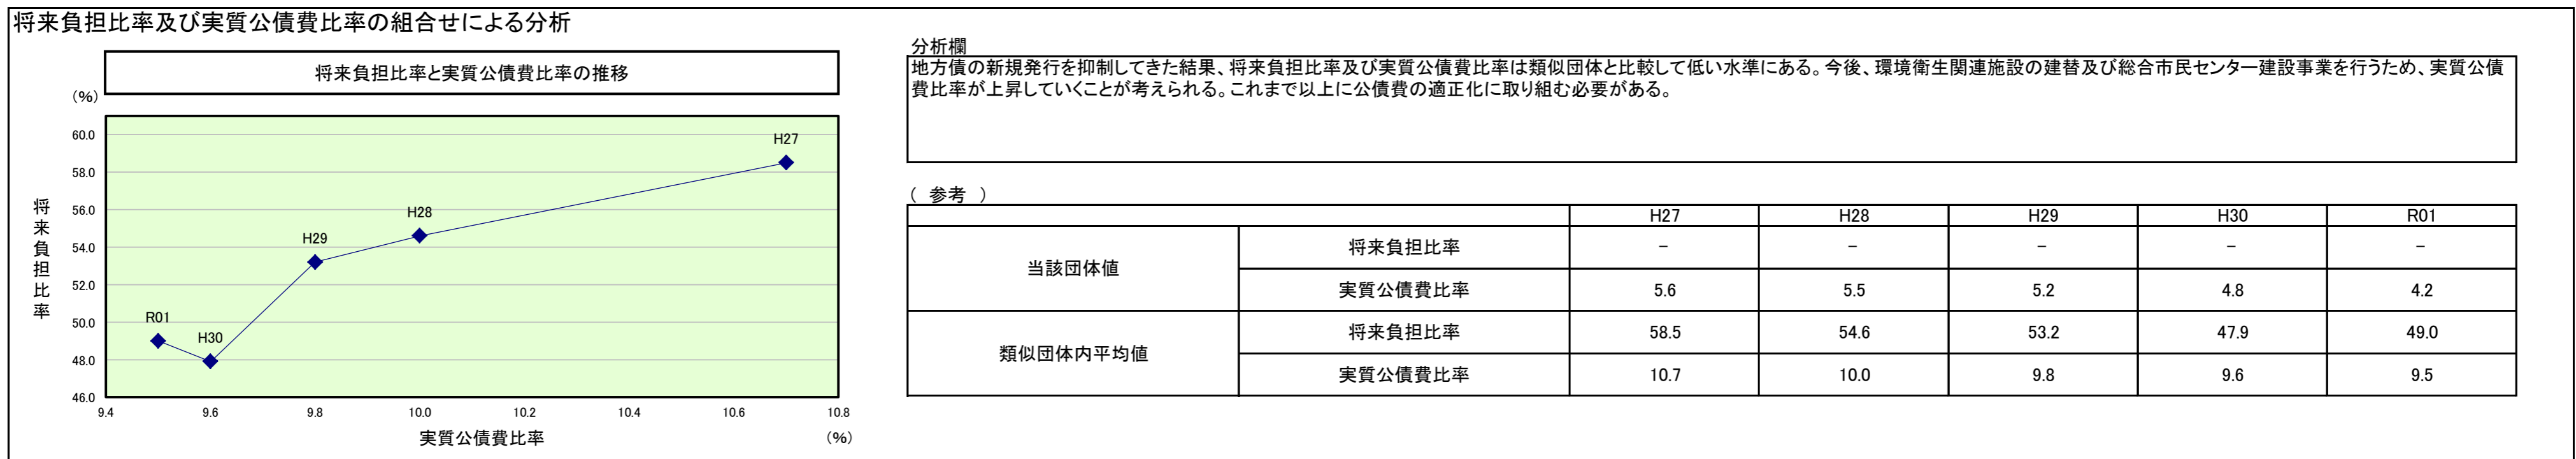 将来負担比率及び実質公債費比率の組合せによる分析
将来負担比率と実質公債費比率の推移
(%)
60.0
58.0
56.0
54.0
52.0
50.0
48.0
46.0
将来負担比率
H27
H28
H29
R01
H30
9.4 9.6 9.8 10.0 10.2 10.4 10.6 10.8
実質公債費比率 (%)
分析欄
地方債の新規発行を抑制してきた結果、将来負担比率及び実質公債費比率は類似団体と比較して低い水準にある。今後、環境衛生関連施設の建替及び総合市民センター建設事業を行うため、実質公債
費比率が上昇していくことが考えられる。これまで以上に公債費の適正化に取り組む必要がある。
( 参考 )
H27 H28 H29 H30 R01
当該団体値
将来負担比率 － － － － －
実質公債費比率 5.6 5.5 5.2 4.8 4.2
類似団体内平均値
将来負担比率 58.5 54.6 53.2 47.9 49.0
実質公債費比率 10.7 10.0 9.8 9.6 9.5